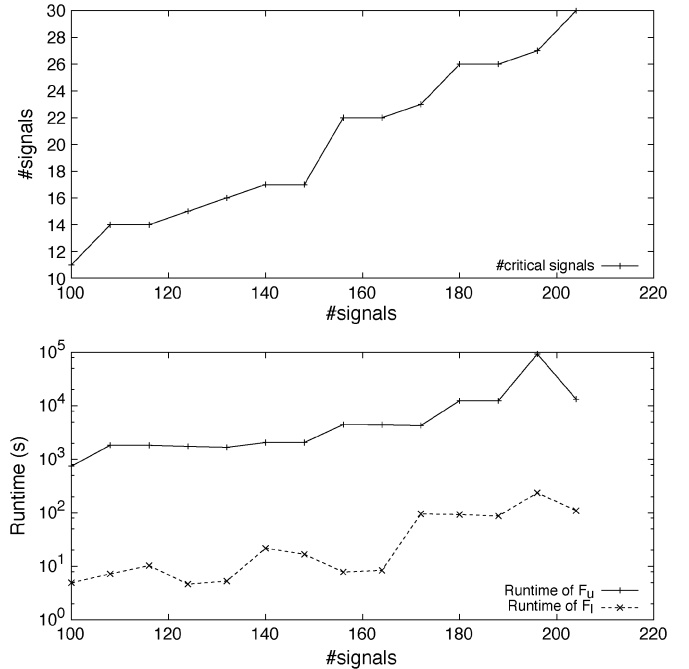 30
28
26
24
22
20
18
16
14
12
10
#signals
#critical signals
100 120 140 160 180 200 220
#signals
10^5
10^4
10^3
10^2
10^1
10^0
Runtime (s)
Runtime of F_u
Runtime of F_l
100 120 140 160 180 200 220
#signals